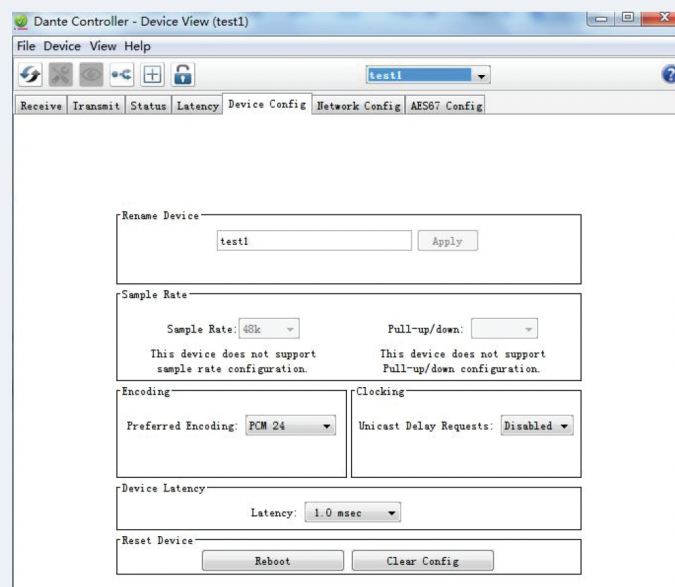 Dante Controller - Device View (test1)
File Device View Help
test1
Receive Transmit Status Latency Device Config Network Config AES67 Config
Rename Device
test1 Apply
Sample Rate
Sample Rate: 48k Pull-up/down:
This device does not support This device does not support
sample rate configuration. Pull-up/down configuration.
Encoding Clocking
Preferred Encoding: PCM 24 Unicast Delay Requests: Disabled
Device Latency
Latency: 1.0 msec
Reset Device
Reboot Clear Config